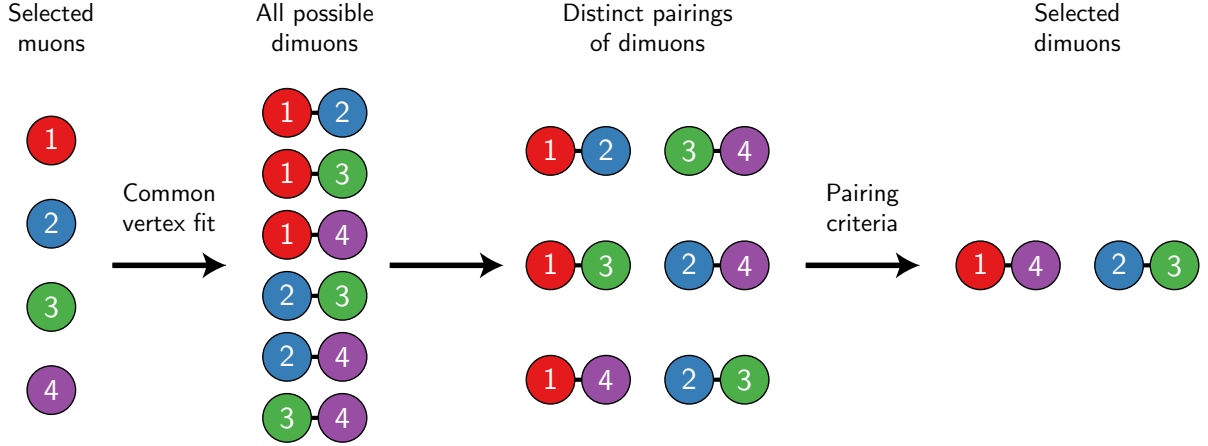 Selected
muons
All possible
dimuons
Distinct pairings
of dimuons
Selected
dimuons
1
2
3
4
Common
vertex fit
1 2
1 3
1 4
2 3
2 4
3 4
1 2 3 4
1 3 2 4
1 4 2 3
Pairing
criteria
1 4 2 3